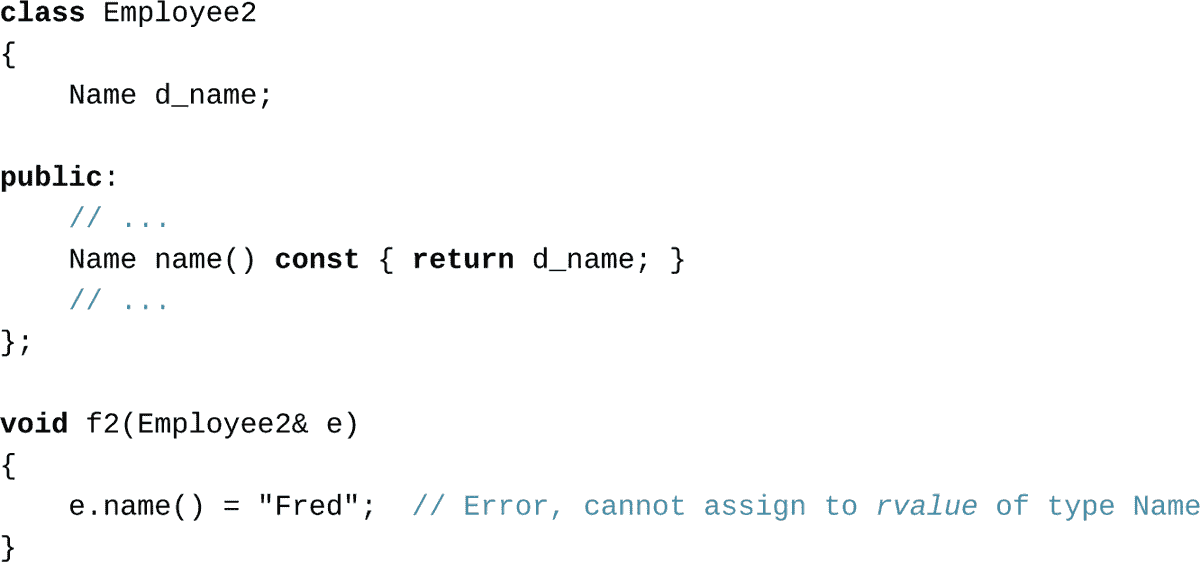 class Employee2
{
    Name d_name;

public:
    // ...
    Name name() const { return d_name; }
    // ...
};

void f2(Employee2& e)
{
    e.name() = "Fred";  // Error, cannot assign to rvalue of type Name
}